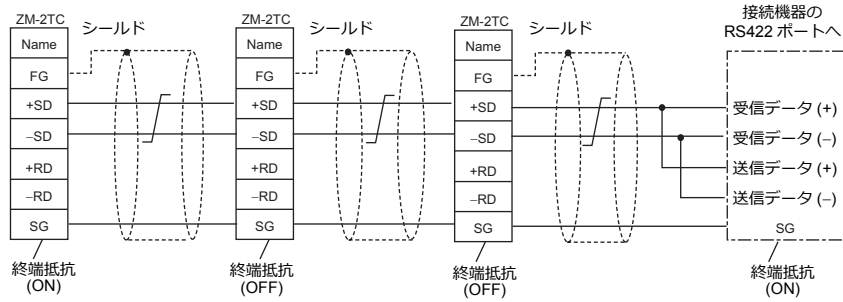 ZM-2TC
Name
FG
+SD
–SD
+RD
–RD
SG
終端抵抗
(ON)
シールド
ZM-2TC
Name
FG
+SD
–SD
+RD
–RD
SG
終端抵抗
(OFF)
シールド
ZM-2TC
Name
FG
+SD
–SD
+RD
–RD
SG
終端抵抗
(OFF)
シールド
接続機器の
RS422 ポートへ
受信データ (+)
受信データ (–)
送信データ (+)
送信データ (–)
SG
終端抵抗
(ON)